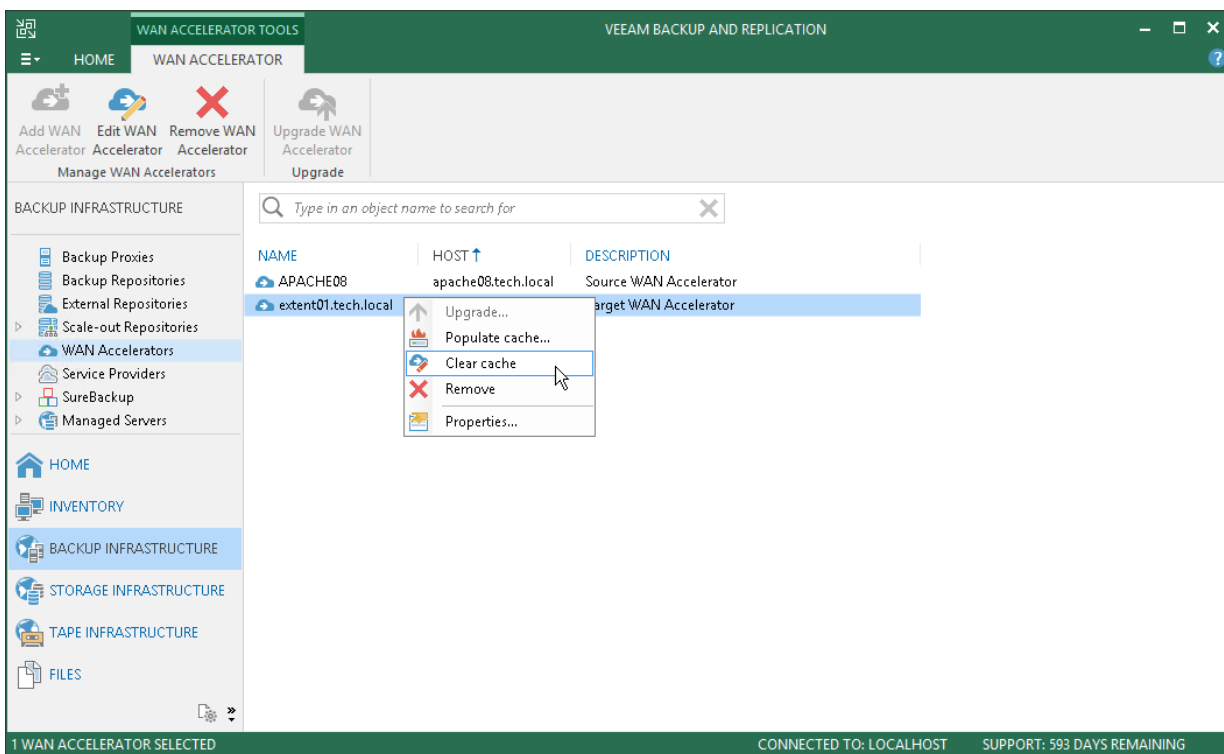 WAN ACCELERATOR TOOLS
VEEAM BACKUP AND REPLICATION
HOME
WAN ACCELERATOR
?
Add WAN Accelerator
Edit WAN Accelerator
Remove WAN Accelerator
Upgrade WAN Accelerator
Manage WAN Accelerators
Upgrade
BACKUP INFRASTRUCTURE
Type in an object name to search for
Backup Proxies
Backup Repositories
External Repositories
Scale-out Repositories
WAN Accelerators
Service Providers
SureBackup
Managed Servers
NAME HOST DESCRIPTION
APACHE08 apache08.tech.local Source WAN Accelerator
extent01.tech.local arget WAN Accelerator
Upgrade...
Populate cache...
Clear cache
Remove
Properties...
HOME
INVENTORY
BACKUP INFRASTRUCTURE
STORAGE INFRASTRUCTURE
TAPE INFRASTRUCTURE
FILES
1 WAN ACCELERATOR SELECTED
CONNECTED TO: LOCALHOST
SUPPORT: 593 DAYS REMAINING